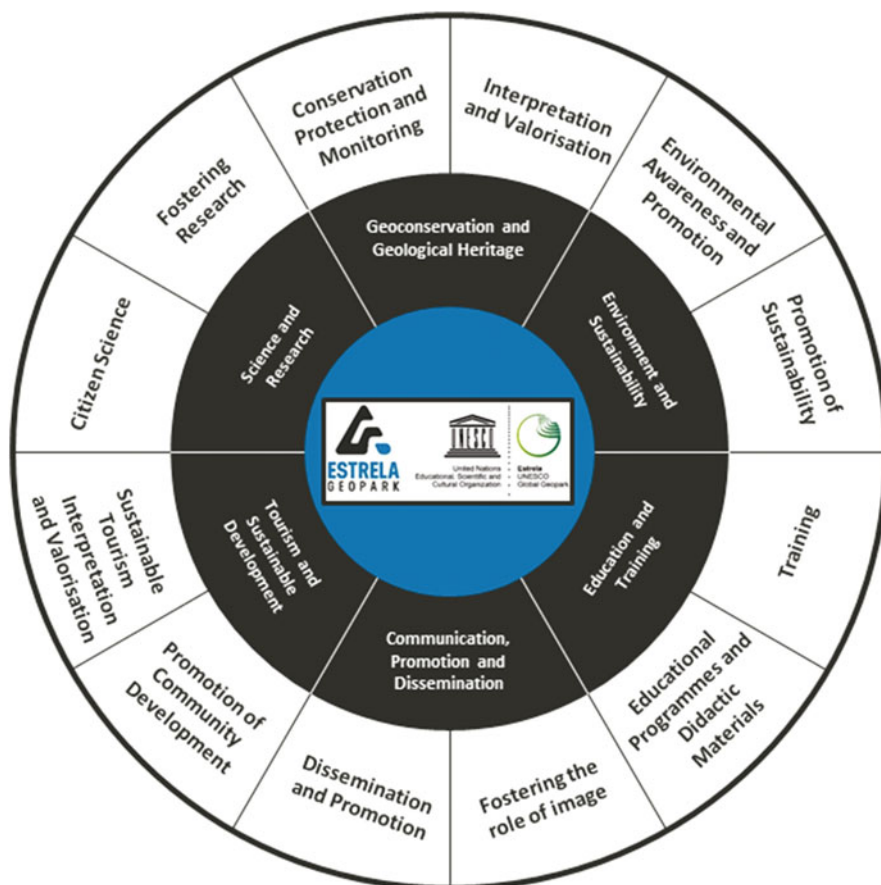 Conservation
Protection and
Monitoring
Interpretation
and Valorisation
Environmental
Awareness and
Promotion
Promotion of
Sustainability
Training
Educational
Programmes and
Didactic
Materials
Fostering the
role of image
Dissemination
and Promotion
Promotion of
Community
Development
Sustainable
Tourism
Interpretation
and Valorisation
Citizen Science
Fostering
Research
Geoconservation and
Geological Heritage
Environment and
Sustainability
Education and
Training
Communication,
Promotion and
Dissemination
Tourism and
Sustainable
Development
Science and
Research
ESTRELA
GEOPARK
UNESCO
United Nations
Educational, Scientific and
Cultural Organization
Estrela
UNESCO
Global Geopark